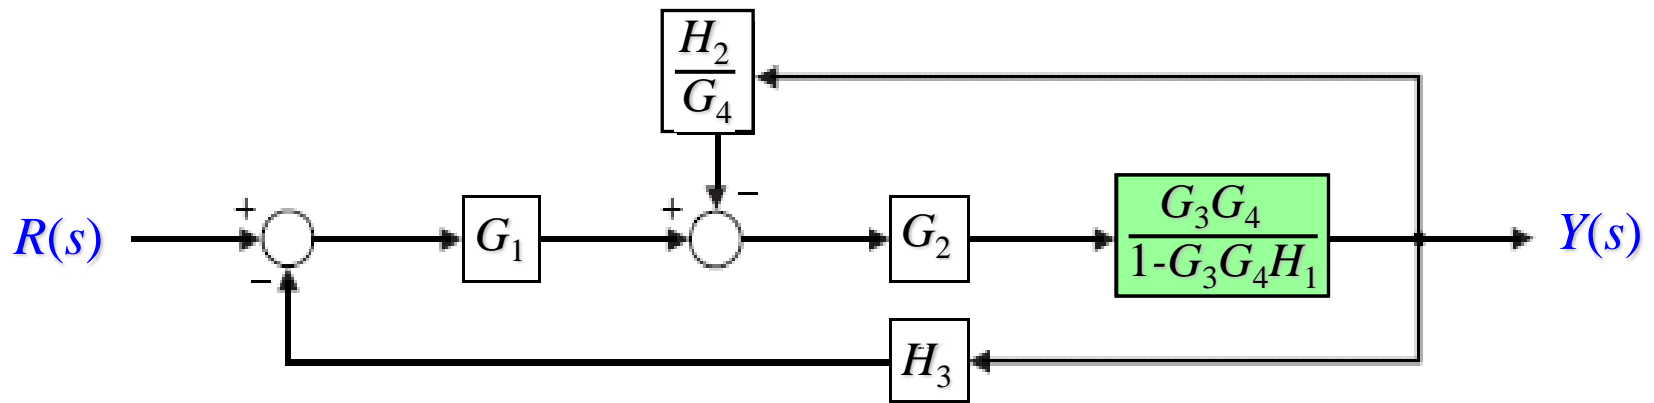 H₂
G₄
+
−
R(s)
+
−
G₁
G₂
G₃G₄
1-G₃G₄H₁
Y(s)
H₃